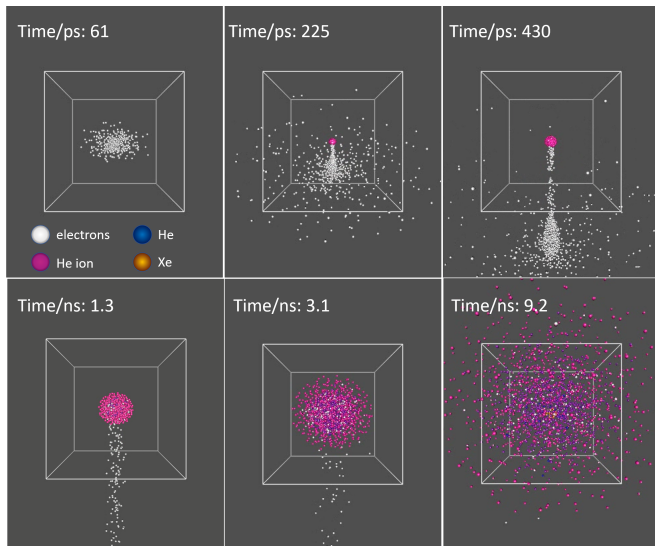 Time/ps: 61
Time/ps: 225
Time/ps: 430
electrons
He
He ion
Xe
Time/ns: 1.3
Time/ns: 3.1
Time/ns: 9.2